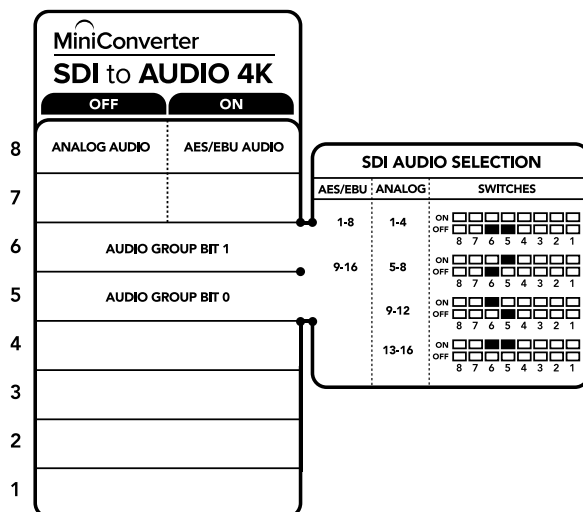 MiniConverter
SDI to AUDIO 4K
OFF ON
8 ANALOG AUDIO AES/EBU AUDIO
7
6 AUDIO GROUP BIT 1
5 AUDIO GROUP BIT 0
4
3
2
1
SDI AUDIO SELECTION
AES/EBU ANALOG SWITCHES
1-8 1-4
ON
OFF
8 7 6 5 4 3 2 1
9-16 5-8
ON
OFF
8 7 6 5 4 3 2 1
9-12
ON
OFF
8 7 6 5 4 3 2 1
13-16
ON
OFF
8 7 6 5 4 3 2 1